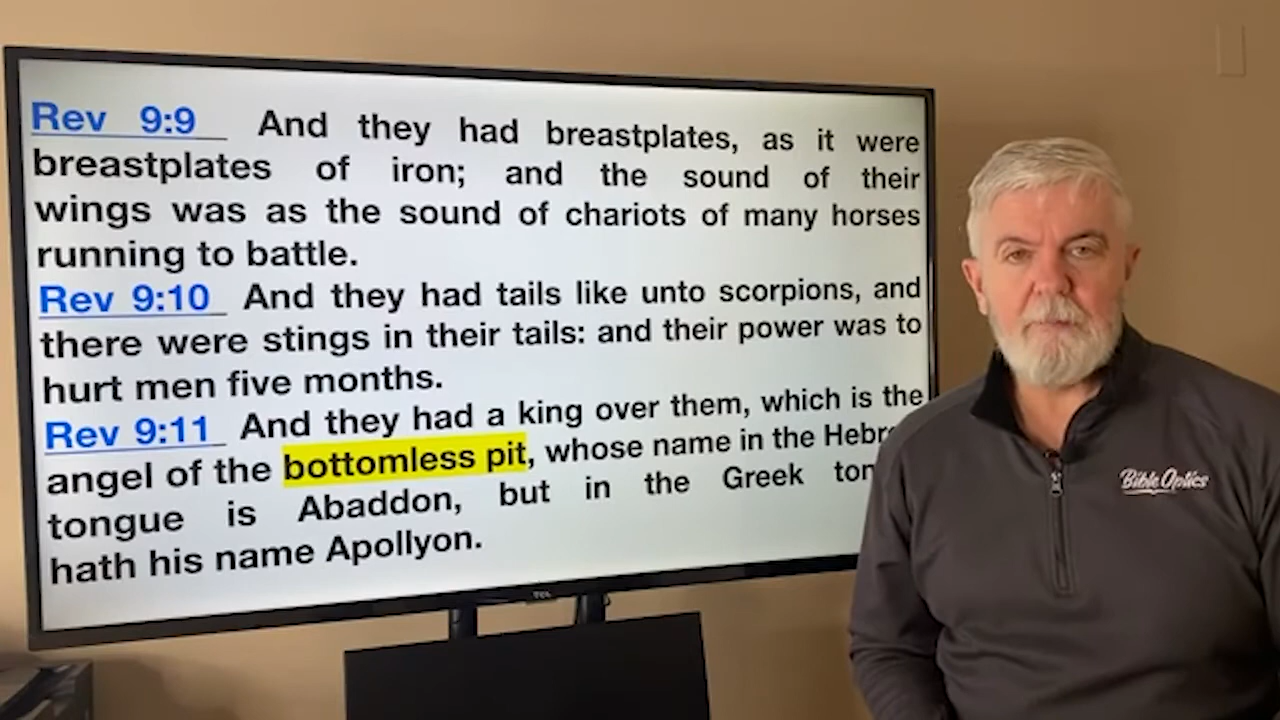 Rev 9:9 And they had breastplates, as it were
breastplates of iron; and the sound of their
wings was as the sound of chariots of many horses
running to battle.
Rev 9:10 And they had tails like unto scorpions, and
there were stings in their tails: and their power was to
hurt men five months.
Rev 9:11 And they had a king over them, which is the
angel of the bottomless pit, whose name in the
tongue is Abaddon, but in the Greek
hath his name Apollyon.
TCL
Bible Optics